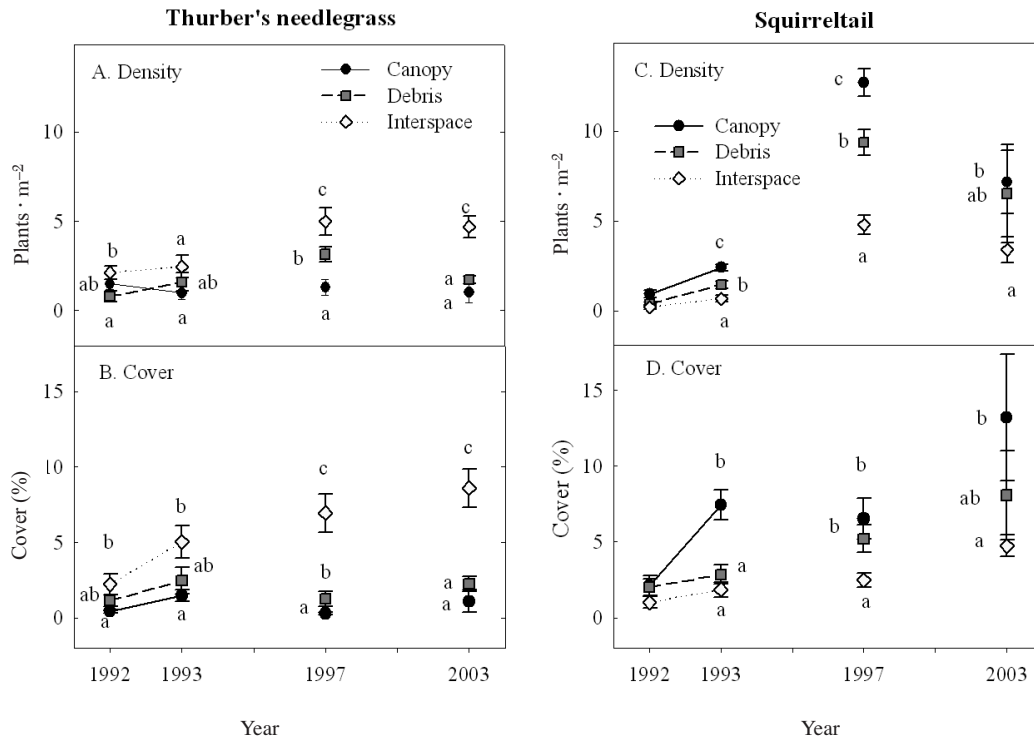 Thurber's needlegrass
Squirreltail
A. Density
Canopy
Debris
Interspace
Plants · m⁻²
10
5
0
b
a
c
c
ab
ab
b
a
a
a
a
a
B. Cover
Cover (%)
15
10
5
0
b
b
c
c
ab
ab
b
a
a
a
a
a
1992
1993
1997
2003
Year
C. Density
Canopy
Debris
Interspace
Plants · m⁻²
10
5
0
c
b
a
c
b
a
b
ab
a
D. Cover
Cover (%)
15
10
5
0
b
a
a
b
b
a
b
ab
a
1992
1993
1997
2003
Year